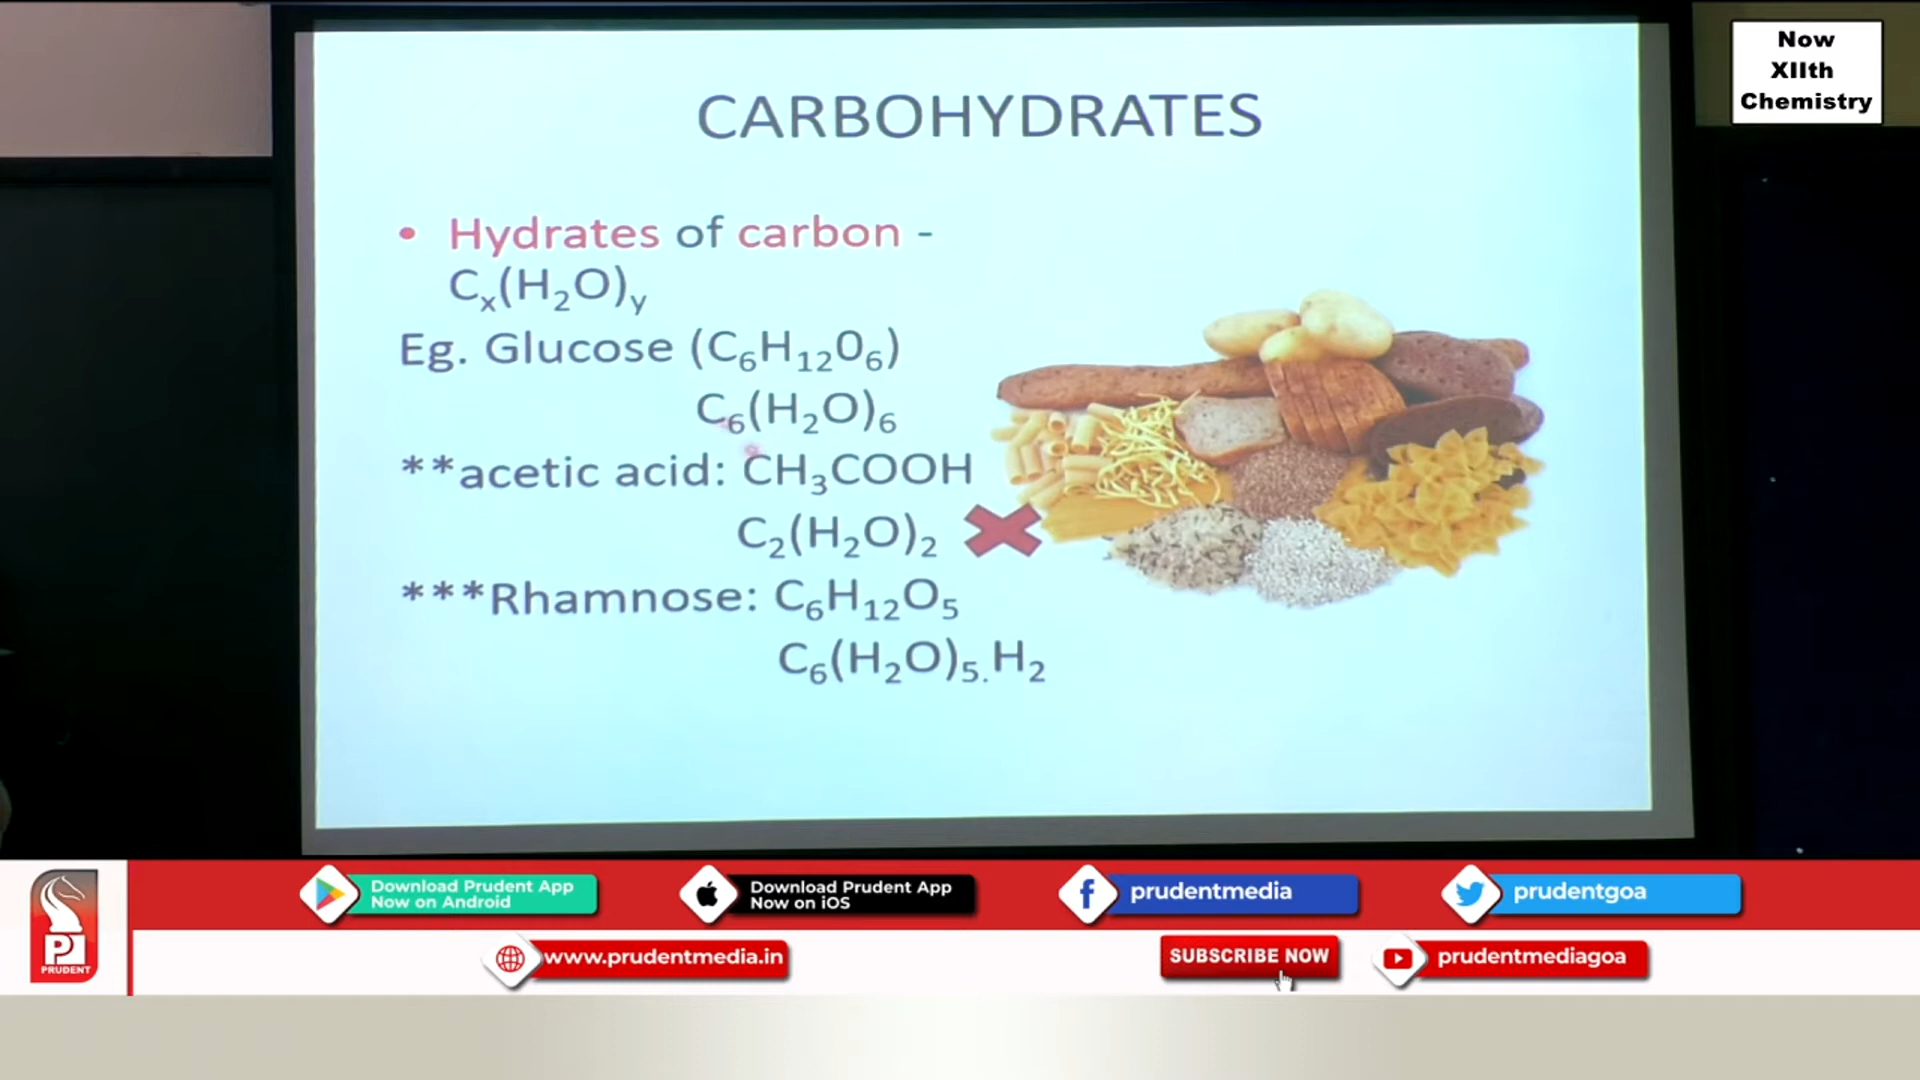 Now
XIIth
Chemistry
CARBOHYDRATES
• Hydrates of carbon -
Cₓ(H₂O)y
Eg. Glucose (C₆H₁₂0₆)
C₆(H₂O)₆
**acetic acid: CH₃COOH
C₂(H₂O)₂
***Rhamnose: C₆H₁₂O₅
C₆(H₂O)₅.H₂
Download Prudent App
Now on Android
Download Prudent App
Now on iOS
prudentmedia
prudentgoa
PRUDENT
www.prudentmedia.in
SUBSCRIBE NOW
prudentmediagoa